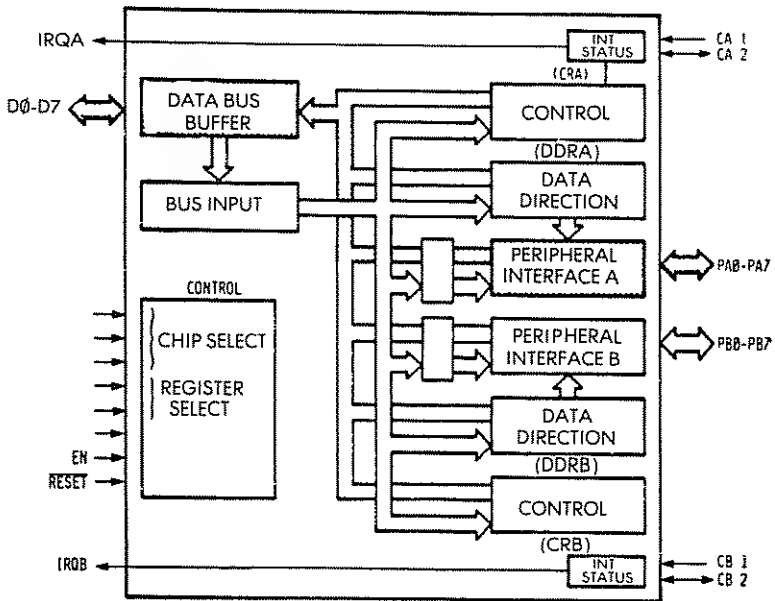 IRQA
INT
STATUS
CA 1
CA 2
(CRA)
DØ-D7
DATA BUS
BUFFER
CONTROL
(DDRA)
DATA
DIRECTION
BUS INPUT
PERIPHERAL
INTERFACE A
PA0-PA7
CONTROL
CHIP SELECT
REGISTER
SELECT
PERIPHERAL
INTERFACE B
PB0-PB7
DATA
DIRECTION
(DDRB)
EN
RESET
CONTROL
(CRB)
IRQB
INT
STATUS
CB 1
CB 2